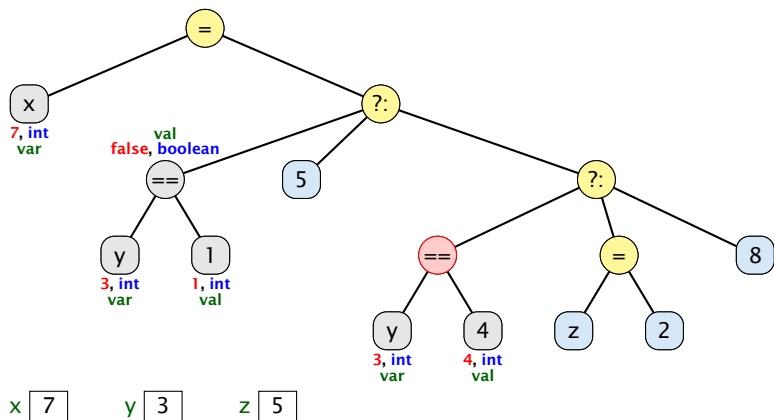 =
x
7, int
var
?:
val
false, boolean
==
5
?:
y
3, int
var
1
1, int
val
==
=
8
y
3, int
var
4
4, int
val
z
2
x 7 y 3 z 5